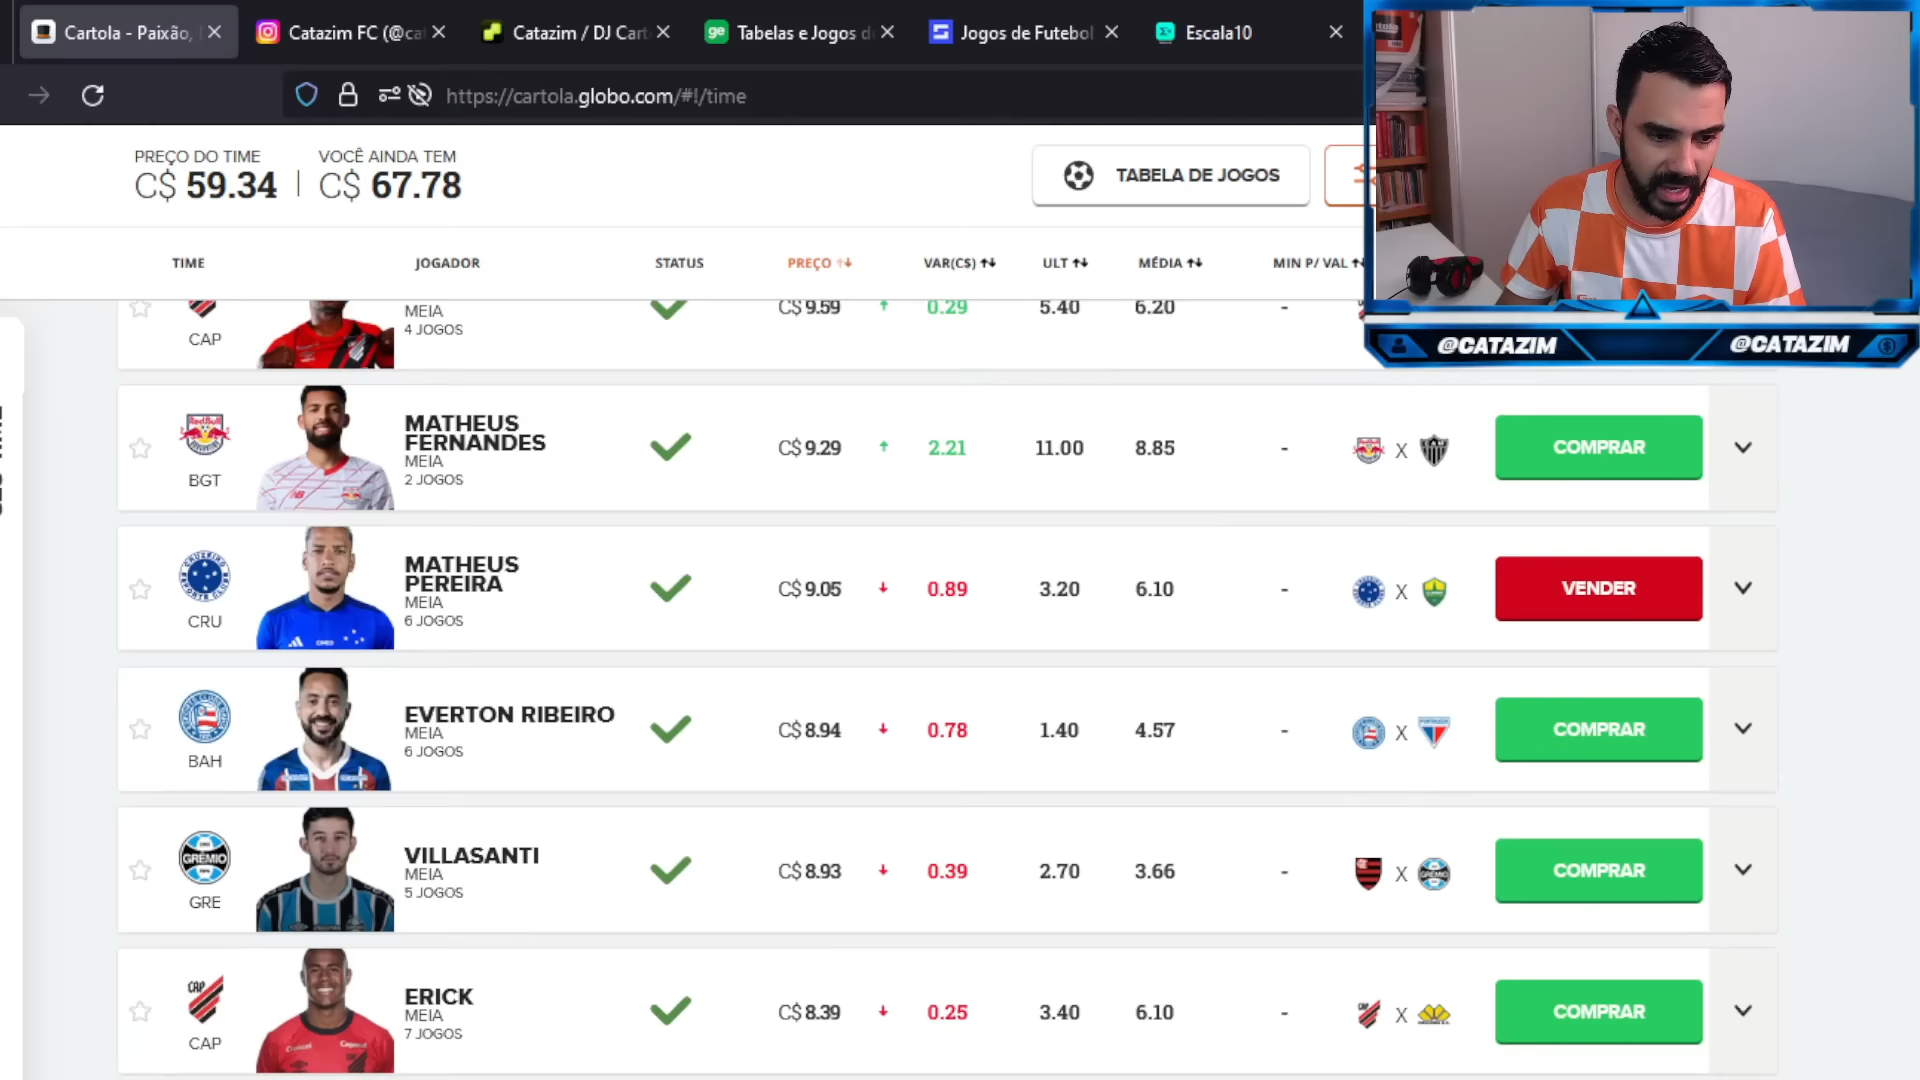 Cartola - Paixão,
Catazim FC (@cat
Catazim / DJ Cart
ge
Tabelas e Jogos d
Jogos de Futebol
Escala10
https://cartola.globo.com/#!/time
PREÇO DO TIME
C$ 59.34
VOCÊ AINDA TEM
C$ 67.78
TABELA DE JOGOS
TIME
JOGADOR
STATUS
PREÇO
VAR(C$)
ULT
MÉDIA
MIN P/ VAL
@CATAZIM
@CATAZIM
CAP
MEIA
4 JOGOS
C$ 9.59
0.29
5.40
6.20
-
BGT
MATHEUS
FERNANDES
MEIA
2 JOGOS
C$ 9.29
2.21
11.00
8.85
-
X
COMPRAR
CRU
MATHEUS
PEREIRA
MEIA
6 JOGOS
C$ 9.05
0.89
3.20
6.10
-
X
VENDER
BAH
EVERTON RIBEIRO
MEIA
6 JOGOS
C$ 8.94
0.78
1.40
4.57
-
X
COMPRAR
GRÊMIO
GRE
VILLASANTI
MEIA
5 JOGOS
C$ 8.93
0.39
2.70
3.66
-
X
COMPRAR
CAP
CAP
ERICK
MEIA
7 JOGOS
C$ 8.39
0.25
3.40
6.10
-
X
COMPRAR